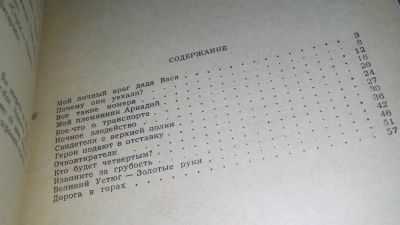 СОДЕРЖАНИЕ
Мой личный враг дядя Вася 3
Почему они уехали? 8
Вот такие номера 12
Мой племянник Аркадий 16
Кое-что о транспорте 20
Ночное злодейство 24
Свидетели с верхней полки 27
Герои подают в отставку 30
Очковтиратели 36
Кто будет четвертым? 42
Извините за грубость 46
Великий Устюг — Золотые руки 51
Дорога в горах 57